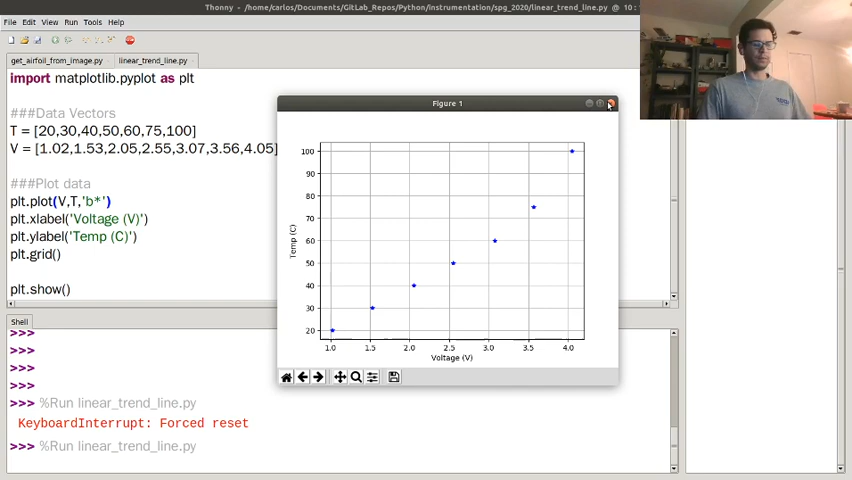 Thonny - /home/carlos/Documents/GitLab_Repos/Python/instrumentation/spg_2020/linear_trend_line.py @ 10 :
File Edit View Run Tools Help
get_airfoil_from_image.py
linear_trend_line.py
import matplotlib.pyplot as plt
###Data Vectors
T = [20,30,40,50,60,75,100]
V = [1.02,1.53,2.05,2.55,3.07,3.56,4.05]
###Plot data
plt.plot(V,T,'b*')
plt.xlabel('Voltage (V)')
plt.ylabel('Temp (C)')
plt.grid()
plt.show()
Figure 1
100
90
80
70
60
50
40
30
20
Temp (C)
1.0 1.5 2.0 2.5 3.0 3.5 4.0
Voltage (V)
Shell
>>>
>>>
>>>
>>>
>>> %Run linear_trend_line.py
KeyboardInterrupt: Forced reset
>>> %Run linear_trend_line.py